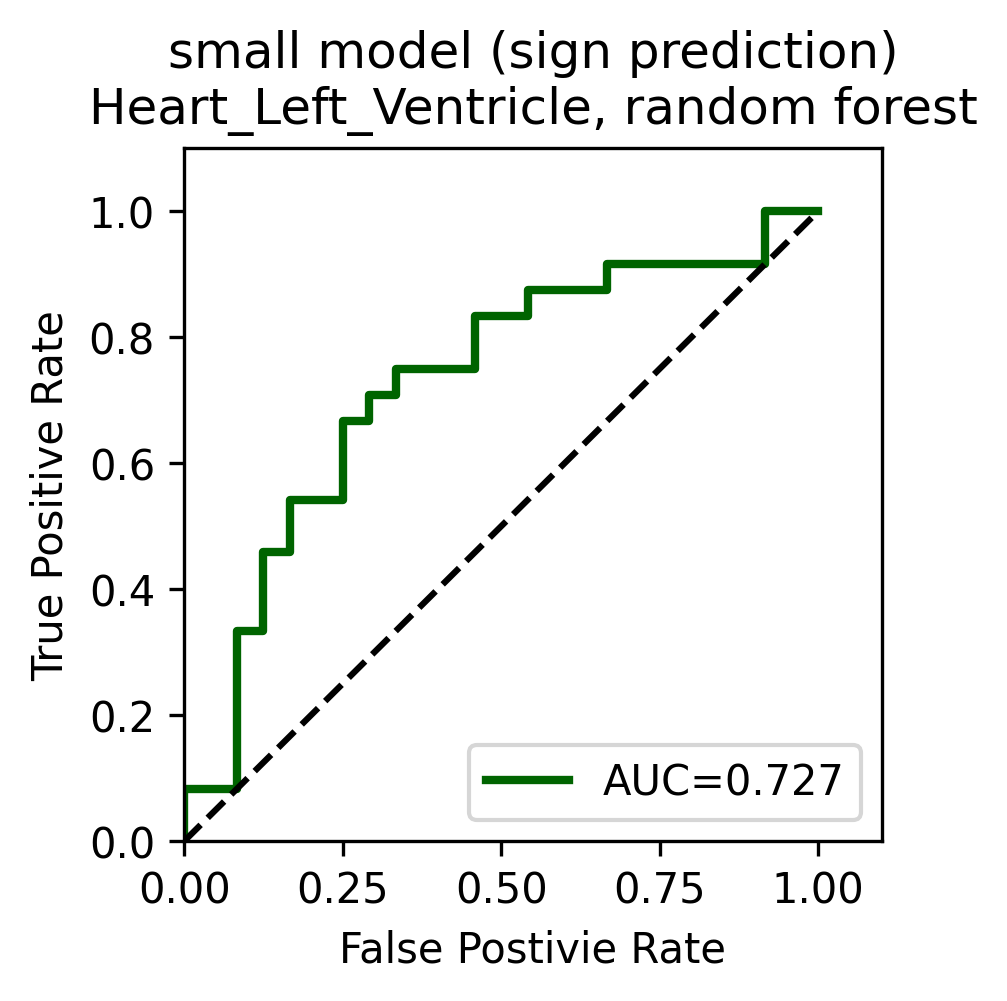 small model (sign prediction)
Heart_Left_Ventricle, random forest
1.0
0.8
0.6
0.4
0.2
0.0
True Positive Rate
AUC=0.727
0.00 0.25 0.50 0.75 1.00
False Postivie Rate